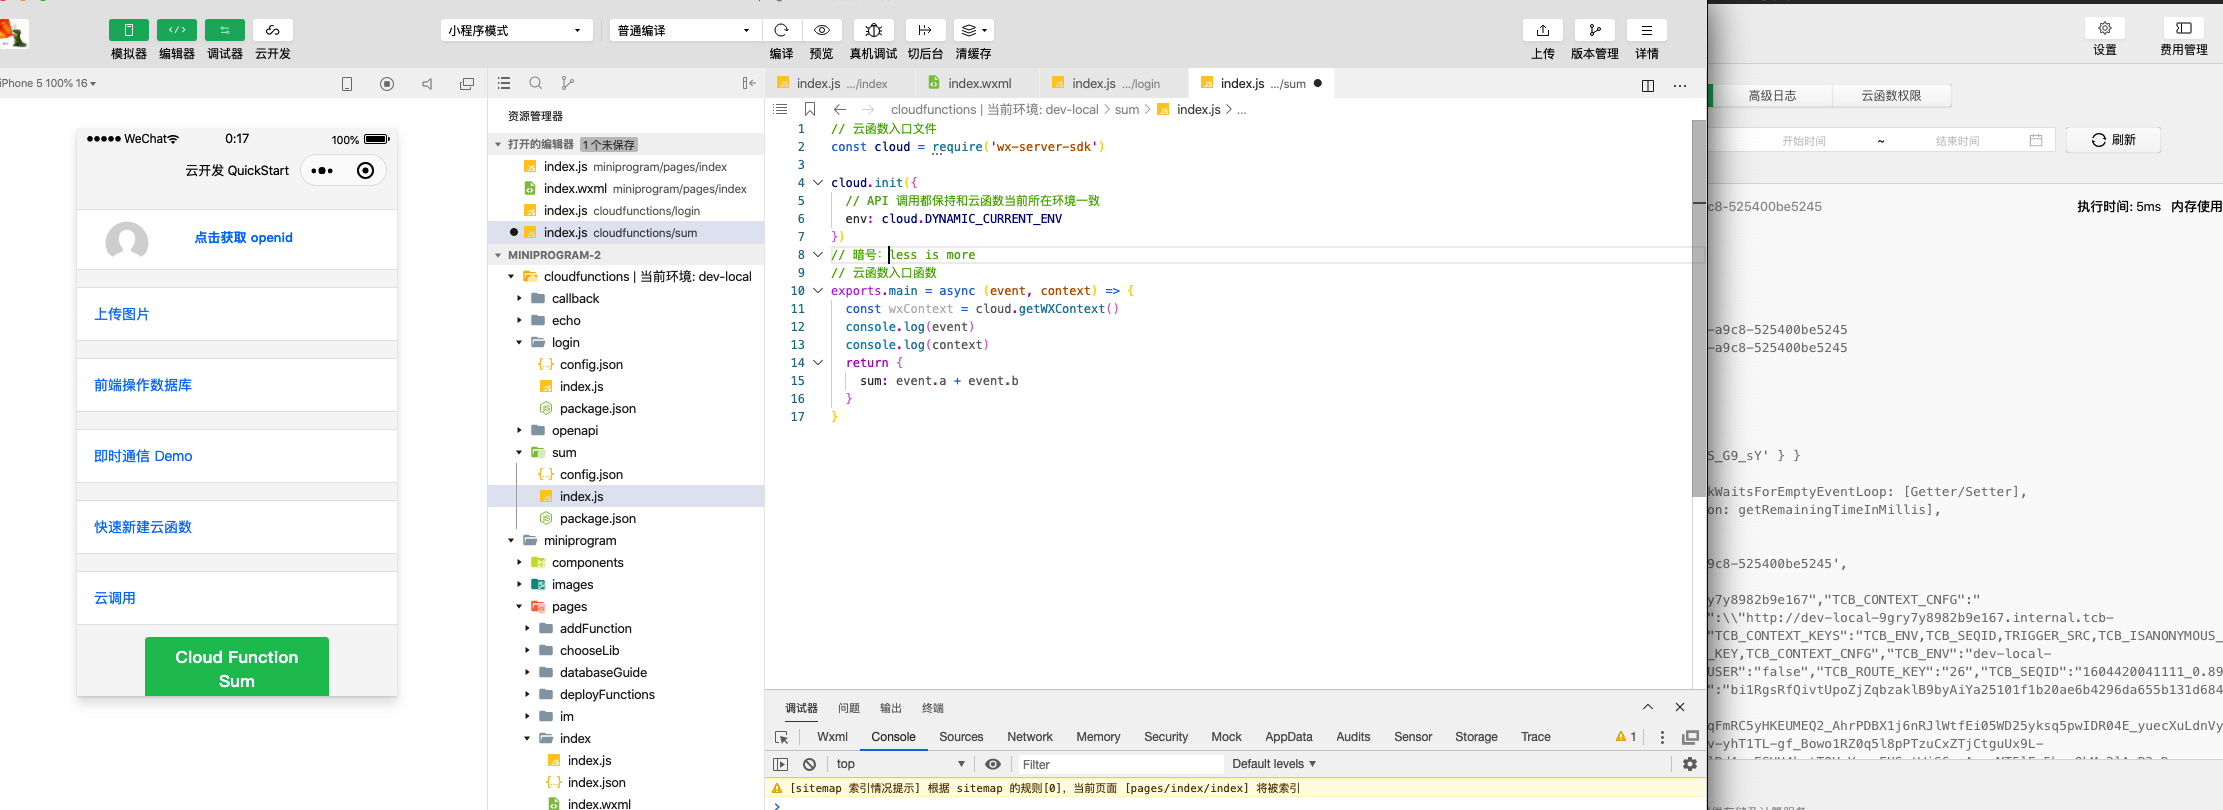 模拟器 编辑器 调试器 云开发
小程序模式 普通编译
编译 预览 真机调试 切后台 清缓存
上传 版本管理 详情
设置 费用管理
iPhone 5 100% 16
WeChat 0:17 100%
云开发 QuickStart
点击获取 openid
上传图片
前端操作数据库
即时通信 Demo
快速新建云函数
云调用
Cloud Function
Sum
资源管理器
打开的编辑器 1 个未保存
index.js miniprogram/pages/index
index.wxml miniprogram/pages/index
index.js cloudfunctions/login
index.js cloudfunctions/sum
MINIPROGRAM-2
cloudfunctions | 当前环境: dev-local
callback
echo
login
config.json
index.js
package.json
openapi
sum
config.json
index.js
package.json
miniprogram
components
images
pages
addFunction
chooseLib
databaseGuide
deployFunctions
im
index
index.js
index.json
index.wxml
index.js .../index index.wxml index.js .../login index.js .../sum
cloudfunctions | 当前环境: dev-local > sum > index.js > ...
1 // 云函数入口文件
2 const cloud = require('wx-server-sdk')
3
4 cloud.init({
5 // API 调用都保持和云函数当前所在环境一致
6 env: cloud.DYNAMIC_CURRENT_ENV
7 })
8 // 暗号: less is more
9 // 云函数入口函数
10 exports.main = async (event, context) => {
11 const wxContext = cloud.getWXContext()
12 console.log(event)
13 console.log(context)
14 return {
15 sum: event.a + event.b
16 }
17 }
调试器 问题 输出 终端
Wxml Console Sources Network Memory Security Mock AppData Audits Sensor Storage Trace 1
top Filter Default levels
[sitemap 索引情况提示] 根据 sitemap 的规则[0]，当前页面 [pages/index/index] 将被索引
高级日志 云函数权限
开始时间 ~ 结束时间 刷新
c8-525400be5245 执行时间: 5ms 内存使用
-a9c8-525400be5245
-a9c8-525400be5245
S_G9_sY' } }
kWaitsForEmptyEventLoop: [Getter/Setter],
on: getRemainingTimeInMillis],
9c8-525400be5245',
ry7y8982b9e167","TCB_CONTEXT_CNFG":"
":\\"http://dev-local-9gry7y8982b9e167.internal.tcb-
"TCB_CONTEXT_KEYS":"TCB_ENV,TCB_SEQID,TRIGGER_SRC,TCB_ISANONYMOUS_
_KEY,TCB_CONTEXT_CNFG","TCB_ENV":"dev-local-
USER":"false","TCB_ROUTE_KEY":"26","TCB_SEQID":"1604420041111_0.89
":"bi1RgsRfQivtUpoZjZqbzaklB9byAiYa25101f1b20ae6b4296da655b131d684
qFmRC5yHKEUMEQ2_AhrPDBX1j6nRJlWtfEi05WD25yksq5pwIDR04E_yuecXuLdnVy
v-yhT1TL-gf_Bowo1RZ0q5l8pPTzuCxZTjCtguUx9L-